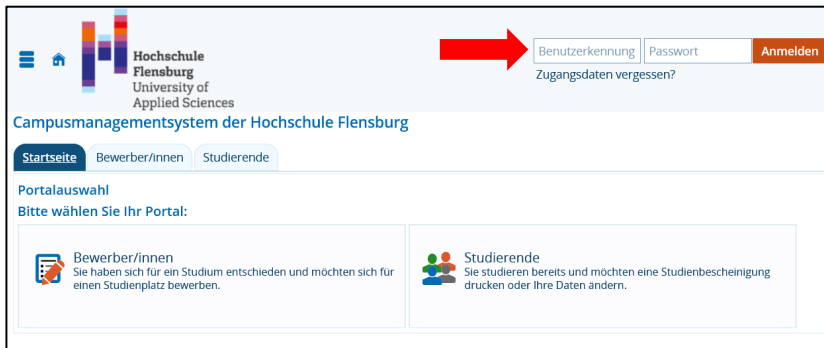 Hochschule
Flensburg
University of
Applied Sciences
Benutzerkennung Passwort Anmelden
Zugangsdaten vergessen?
Campusmanagementsystem der Hochschule Flensburg
Startseite Bewerber/innen Studierende
Portalauswahl
Bitte wählen Sie Ihr Portal:
Bewerber/innen
Sie haben sich für ein Studium entschieden und möchten sich für
einen Studienplatz bewerben.
Studierende
Sie studieren bereits und möchten eine Studienbescheinigung
drucken oder Ihre Daten ändern.